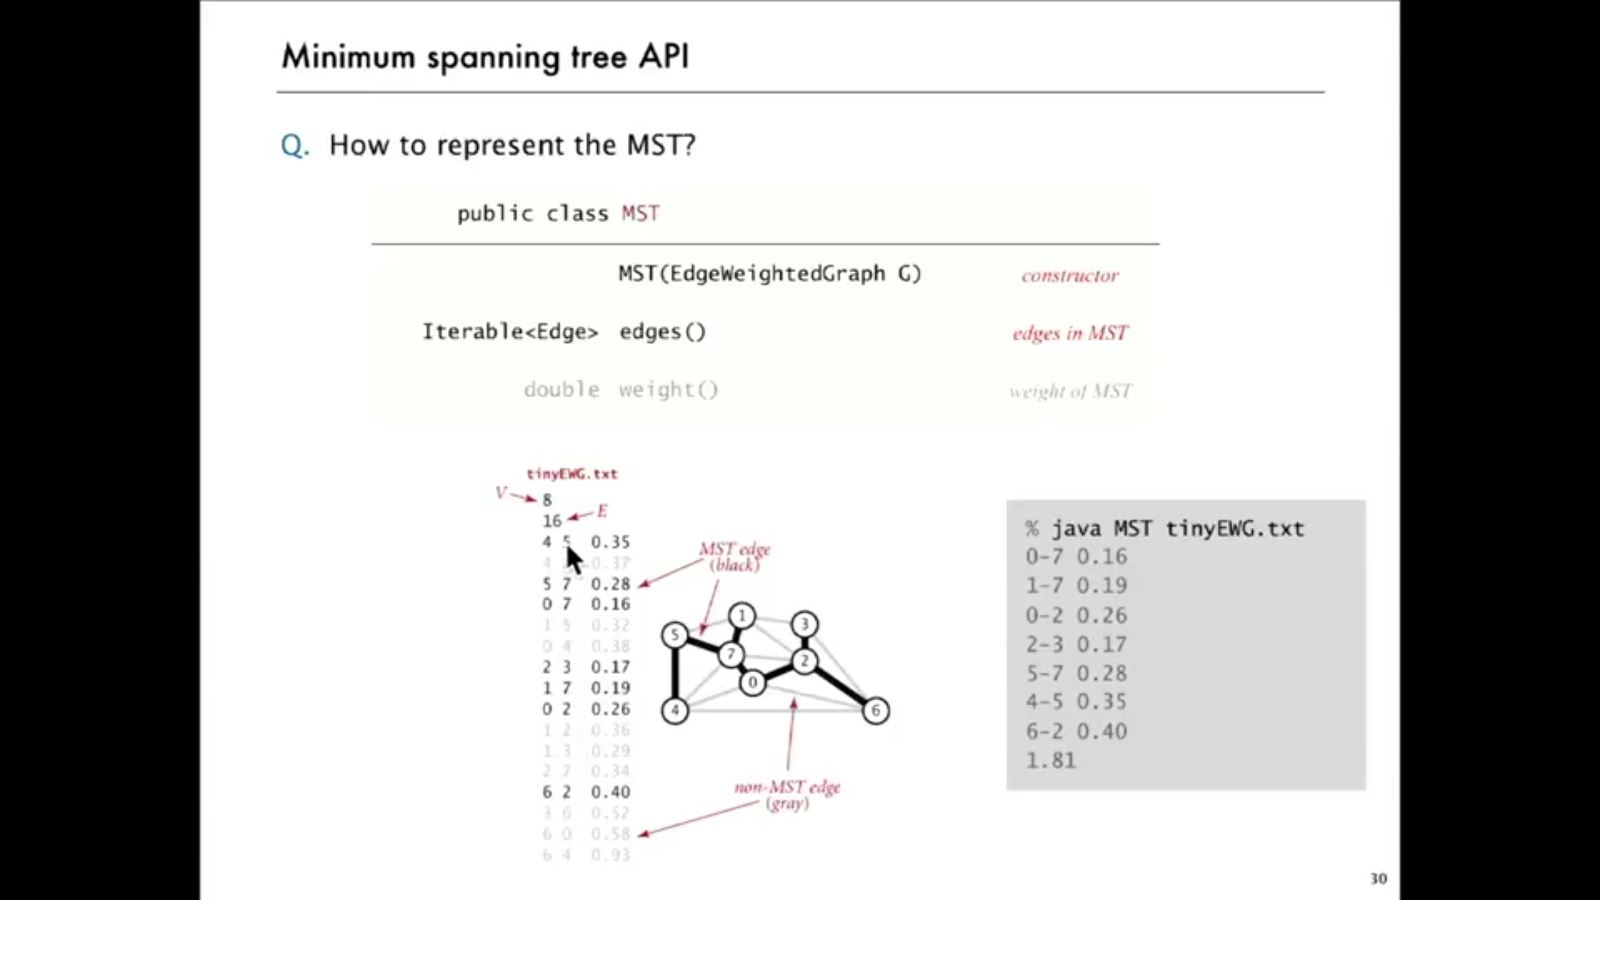 Minimum spanning tree API
Q. How to represent the MST?
public class MST
MST(EdgeWeightedGraph G) constructor
Iterable<Edge> edges() edges in MST
double weight() weight of MST
tinyEWG.txt
V 8
16 E
4 5 0.35
4 0.37
5 7 0.28
0 7 0.16
1 5 0.32
0 4 0.38
2 3 0.17
1 7 0.19
0 2 0.26
1 2 0.36
1 3 0.29
2 7 0.34
6 2 0.40
3 6 0.52
6 0 0.58
6 4 0.93
MST edge
(black)
1
3
5
7
2
0
4
6
non-MST edge
(gray)
% java MST tinyEWG.txt
0-7 0.16
1-7 0.19
0-2 0.26
2-3 0.17
5-7 0.28
4-5 0.35
6-2 0.40
1.81
30